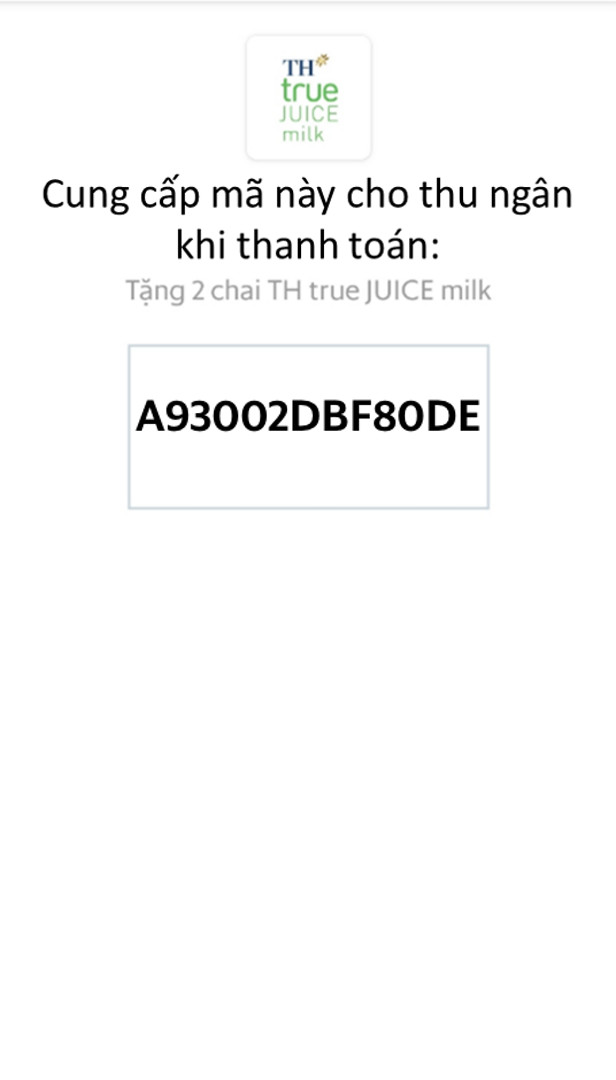 TH
true
JUICE
milk
Cung cấp mã này cho thu ngân
khi thanh toán:
Tặng 2 chai TH true JUICE milk
A93002DBF80DE